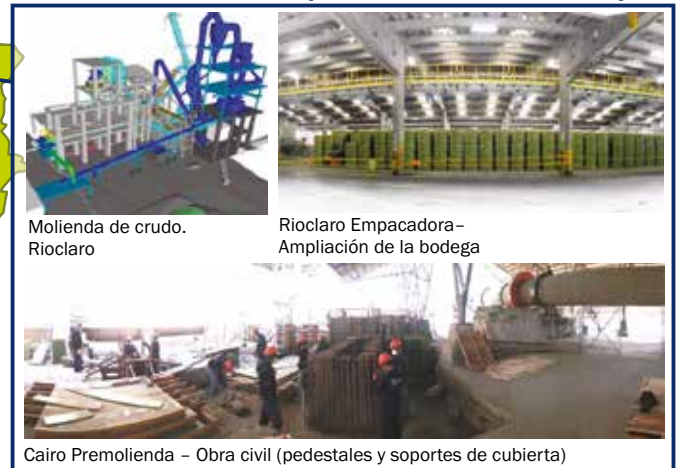 Molienda de crudo.
Rioclaro
Rioclaro Empacadora–
Ampliación de la bodega
Cairo Premolienda – Obra civil (pedestales y soportes de cubierta)